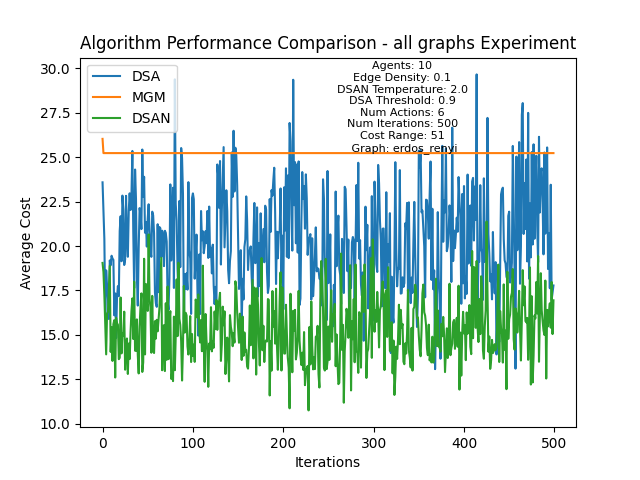 Algorithm Performance Comparison - all graphs Experiment
DSA
MGM
DSAN
Agents: 10
Edge Density: 0.1
DSAN Temperature: 2.0
DSA Threshold: 0.9
Num Actions: 6
Num Iterations: 500
Cost Range: 51
Graph: erdos_renyi
Average Cost
30.0
27.5
25.0
22.5
20.0
17.5
15.0
12.5
10.0
0 100 200 300 400 500
Iterations